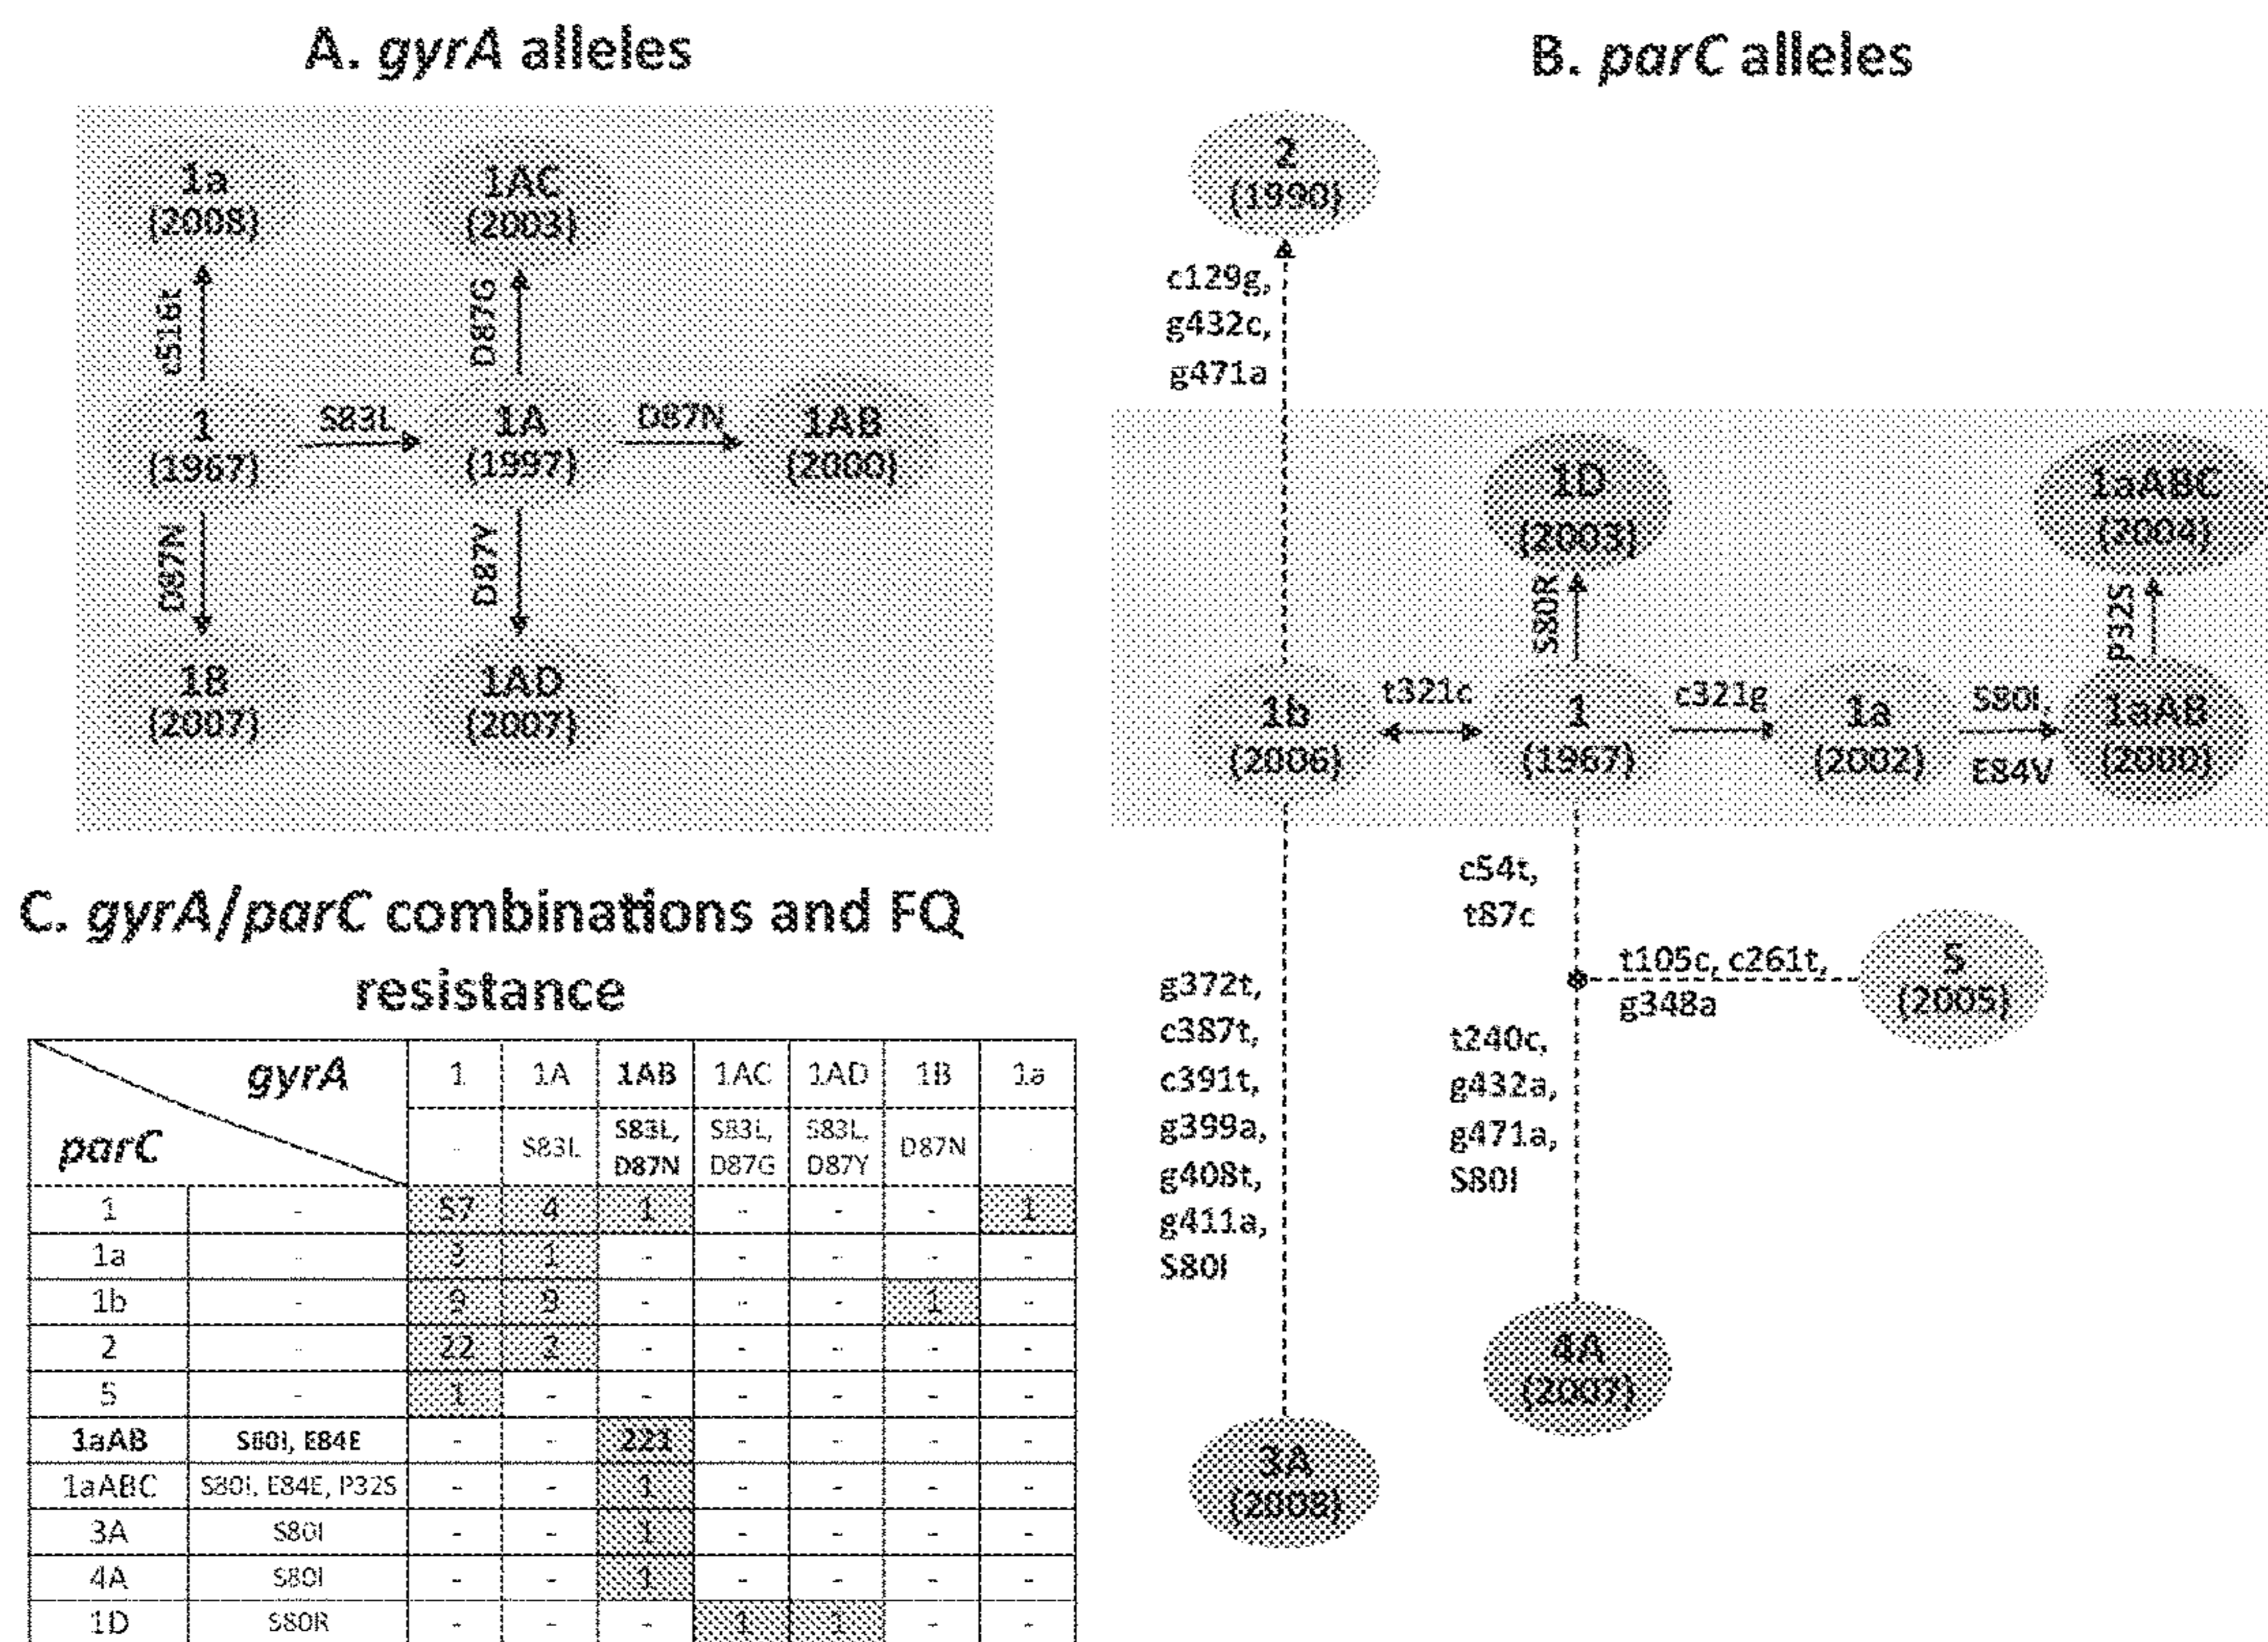 A. gyrA alleles
1a
(2008)
1AC
(2003)
c516t
D87G
1
(1967)
S83L
1A
(1997)
D87N
1AB
(2000)
D87N
D87Y
1B
(2007)
1AD
(2007)
B. parC alleles
2
(1990)
c129g,
g432c,
g471a
1D
(2003)
1aABC
(2004)
S80R
P32S
1b
(2006)
t321c
1
(1967)
c321g
1a
(2002)
S80I,
E84V
1aAB
(2000)
c54t,
t87c
t105c, c261t,
g348a
5
(2005)
g372t,
c387t,
c391t,
g399a,
g408t,
g411a,
S80I
t240c,
g432a,
g471a,
S80I
4A
(2007)
3A
(2008)
C. gyrA/parC combinations and FQ
resistance
gyrA 1 1A 1AB 1AC 1AD 1B 1a
parC - S83L S83L, D87N S83L, D87G S83L, D87Y D87N -
1 - 57 4 1 - - - 1
1a - 3 1 - - - - -
1b - 9 9 - - - 1 -
2 - 22 2 - - - - -
5 - 1 - - - - - -
1aAB S80I, E84E - - 221 - - - -
1aABC S80I, E84E, P32S - - 1 - - - -
3A S80I - - 1 - - - -
4A S80I - - 1 - - - -
1D S80R - - - 1 1 - -